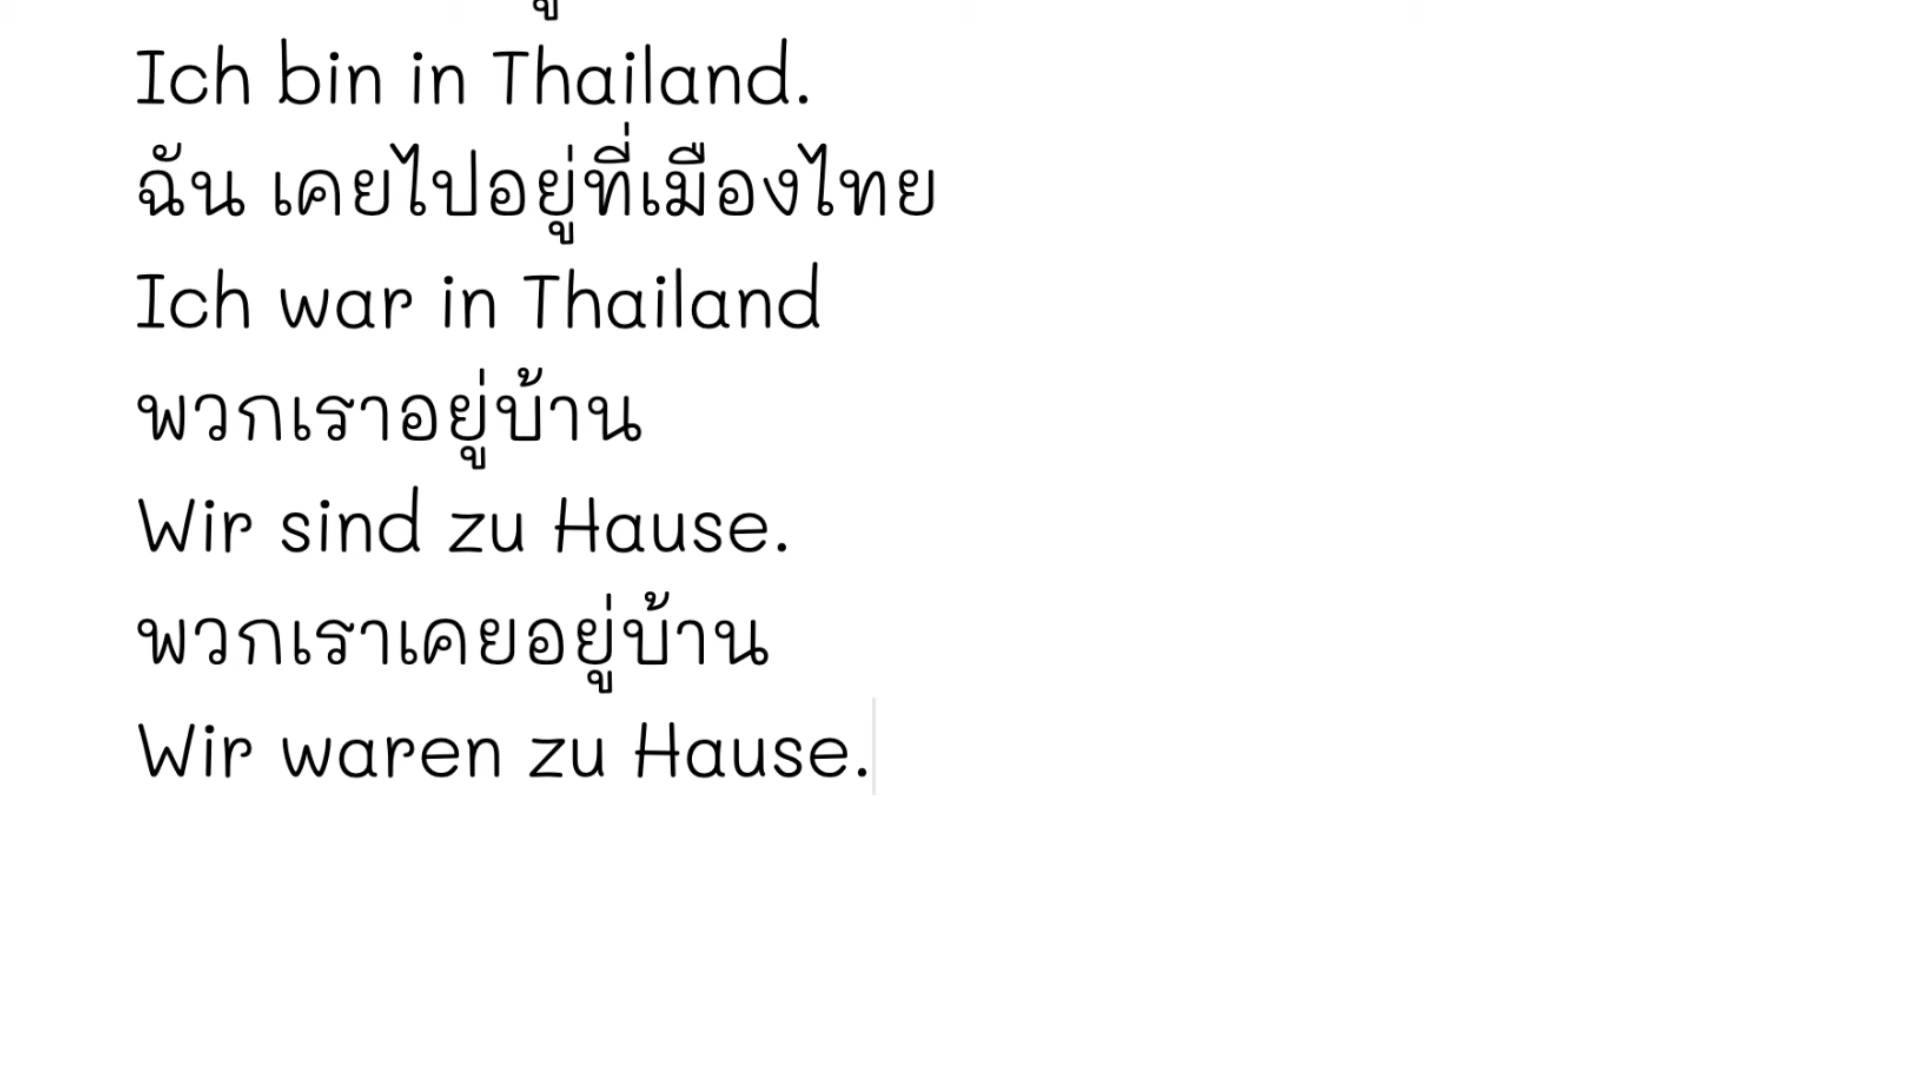 Ich bin in Thailand.
ฉัน เคยไปอยู่ที่เมืองไทย
Ich war in Thailand
พวกเราอยู่บ้าน
Wir sind zu Hause.
พวกเราเคยอยู่บ้าน
Wir waren zu Hause.